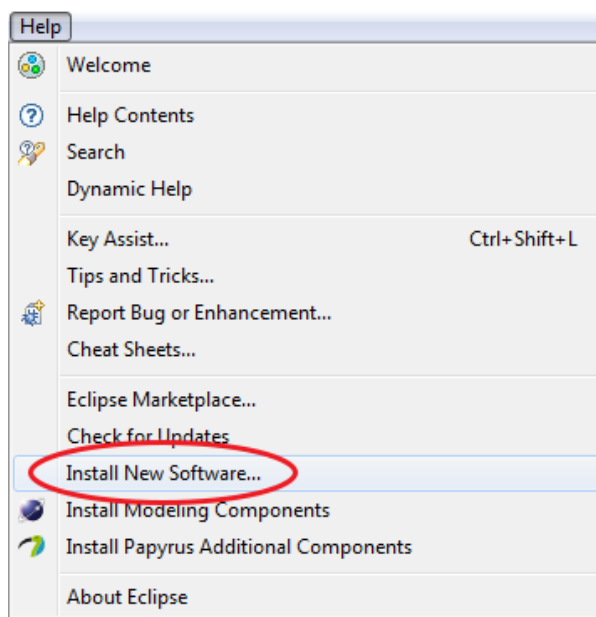 Help
Welcome
Help Contents
Search
Dynamic Help
Key Assist... Ctrl+Shift+L
Tips and Tricks...
Report Bug or Enhancement...
Cheat Sheets...
Eclipse Marketplace...
Check for Updates
Install New Software...
Install Modeling Components
Install Papyrus Additional Components
About Eclipse